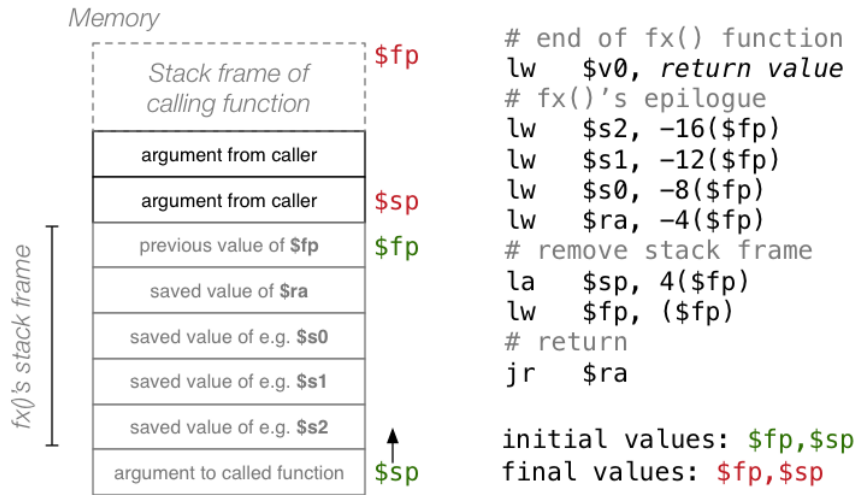 Memory
$fp
Stack frame of
calling function
argument from caller
argument from caller
$sp
previous value of $fp
$fp
saved value of $ra
saved value of e.g. $s0
saved value of e.g. $s1
saved value of e.g. $s2
argument to called function
$sp
fx()'s stack frame
# end of fx() function
lw $v0, return value
# fx()’s epilogue
lw $s2, −16($fp)
lw $s1, −12($fp)
lw $s0, −8($fp)
lw $ra, −4($fp)
# remove stack frame
la $sp, 4($fp)
lw $fp, ($fp)
# return
jr $ra
initial values: $fp,$sp
final values: $fp,$sp